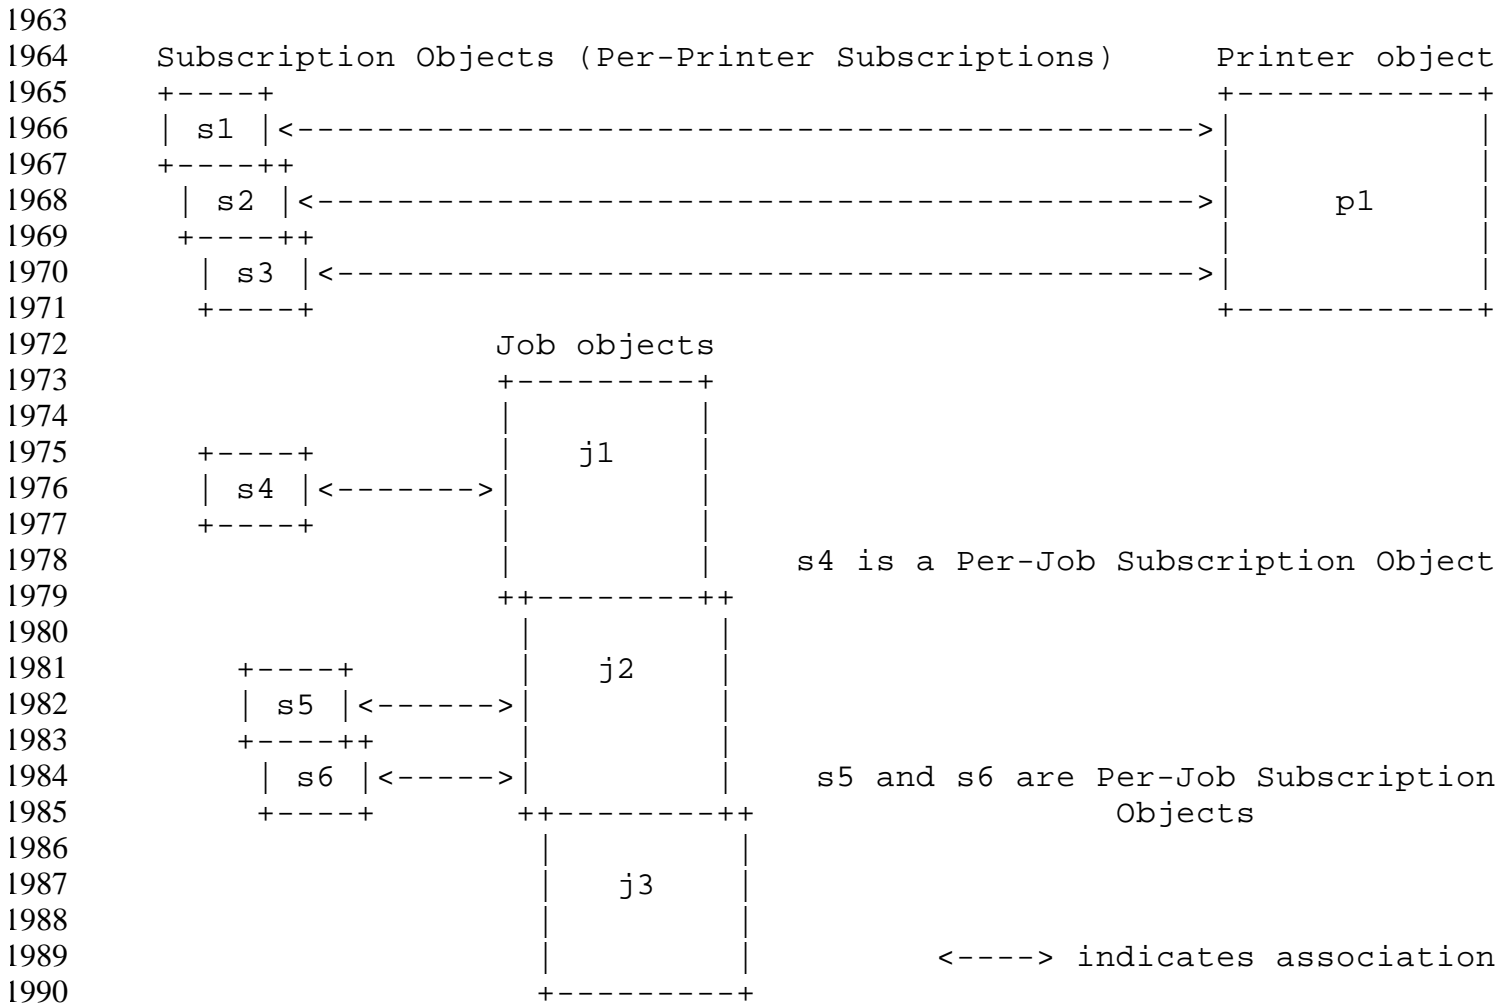 1963
1964 Subscription Objects (Per-Printer Subscriptions) Printer object
1965 +----+ +------------+
1966 | s1 |<--------------------------------------------->| |
1967 +----++ | |
1968 | s2 |<-------------------------------------------->| p1 |
1969 +----++ | |
1970 | s3 |<------------------------------------------->| |
1971 +----+ +------------+
1972 Job objects
1973 +---------+
1974 | |
1975 +----+ | j1 |
1976 | s4 |<------->| |
1977 +----+ | |
1978 | | s4 is a Per-Job Subscription Object
1979 ++--------++
1980 | |
1981 +----+ | j2 |
1982 | s5 |<------>| |
1983 +----++ | |
1984 | s6 |<----->| | s5 and s6 are Per-Job Subscription
1985 +----+ ++--------++ Objects
1986 | |
1987 | j3 |
1988 | |
1989 | | <----> indicates association
1990 +---------+